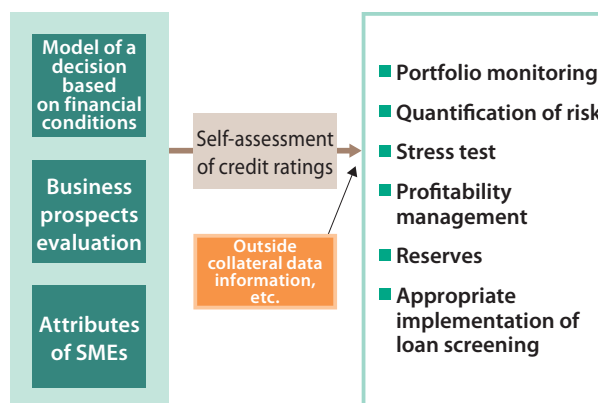 Model of a
decision
based
on financial
conditions
Business
prospects
evaluation
Attributes
of SMEs
Self-assessment
of credit ratings
Outside
collateral data
information,
etc.
Portfolio monitoring
Quantification of risk
Stress test
Profitability
management
Reserves
Appropriate
implementation of
loan screening